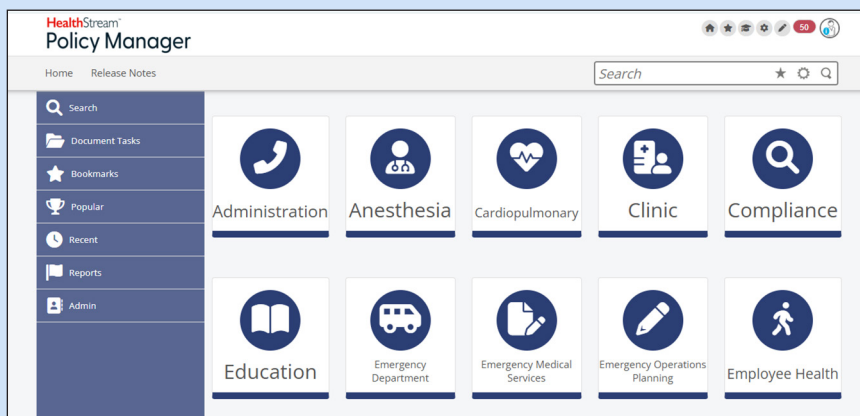 HealthStream™
Policy Manager
50
Home Release Notes
Search
Search
Document Tasks
Bookmarks
Popular
Recent
Reports
Admin
Administration
Anesthesia
Cardiopulmonary
Clinic
Compliance
Education
Emergency
Department
Emergency Medical
Services
Emergency Operations
Planning
Employee Health